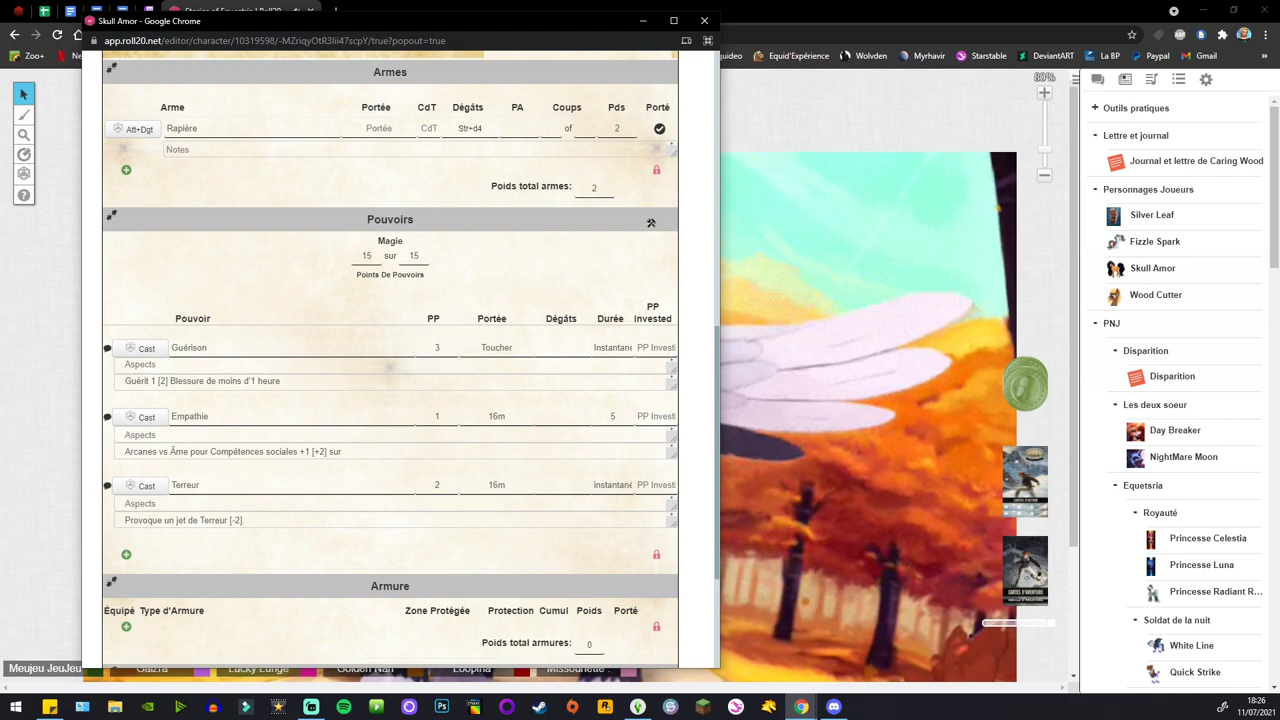 Stories of Equestria | Roll20
Skull Amor - Google Chrome
app.roll20.net/editor/character/10319598/-MZriqyOtR3Iii47scpY/true?popout=true
Zoo+
Equid'Expérience
Wolvden
Myhrach
Starstable
DeviantART
La BP
Paypal
Gmail
80%
Armes
Arme Portée CdT Dégâts PA Coups Pds Porté
Att+Dgt Rapière Portée CdT Str+d4 of 2
Notes
Poids total armes: 2
Pouvoirs
Magie
15 sur 15
Points De Pouvoirs
Pouvoir PP Portée Dégâts Durée PP Invested
Cast Guérison 3 Toucher Instantané PP Investi
Aspects
Guérit 1 [2] Blessure de moins d'1 heure
Cast Empathie 1 16m 5 PP Investi
Aspects
Arcanes vs Âme pour Compétences sociales +1 [+2] sur
Cast Terreur 2 16m instantané PP Investi
Aspects
Provoque un jet de Terreur [-2].
Armure
Équipé Type d'Armure Zone Protégée Protection Cumul Poids Porté
Poids total armures: 0
Outils pratiques
Lettre et journal
Journal et lettre de Caring Wood
Personnages Joueurs
Silver Leaf
Fizzle Spark
Skull Amor
Wood Cutter
PNJ
Disparition
Disparition
Les deux soeur
Day Breaker
NightMare Moon
Equetsria
Royauté
Princesse Celestia
Princesse Luna
Princesse Radiant R...
Soldat de la nuit
White Line
Quick Strike
Meujeu JeuJeu
18:26
11/07/2021